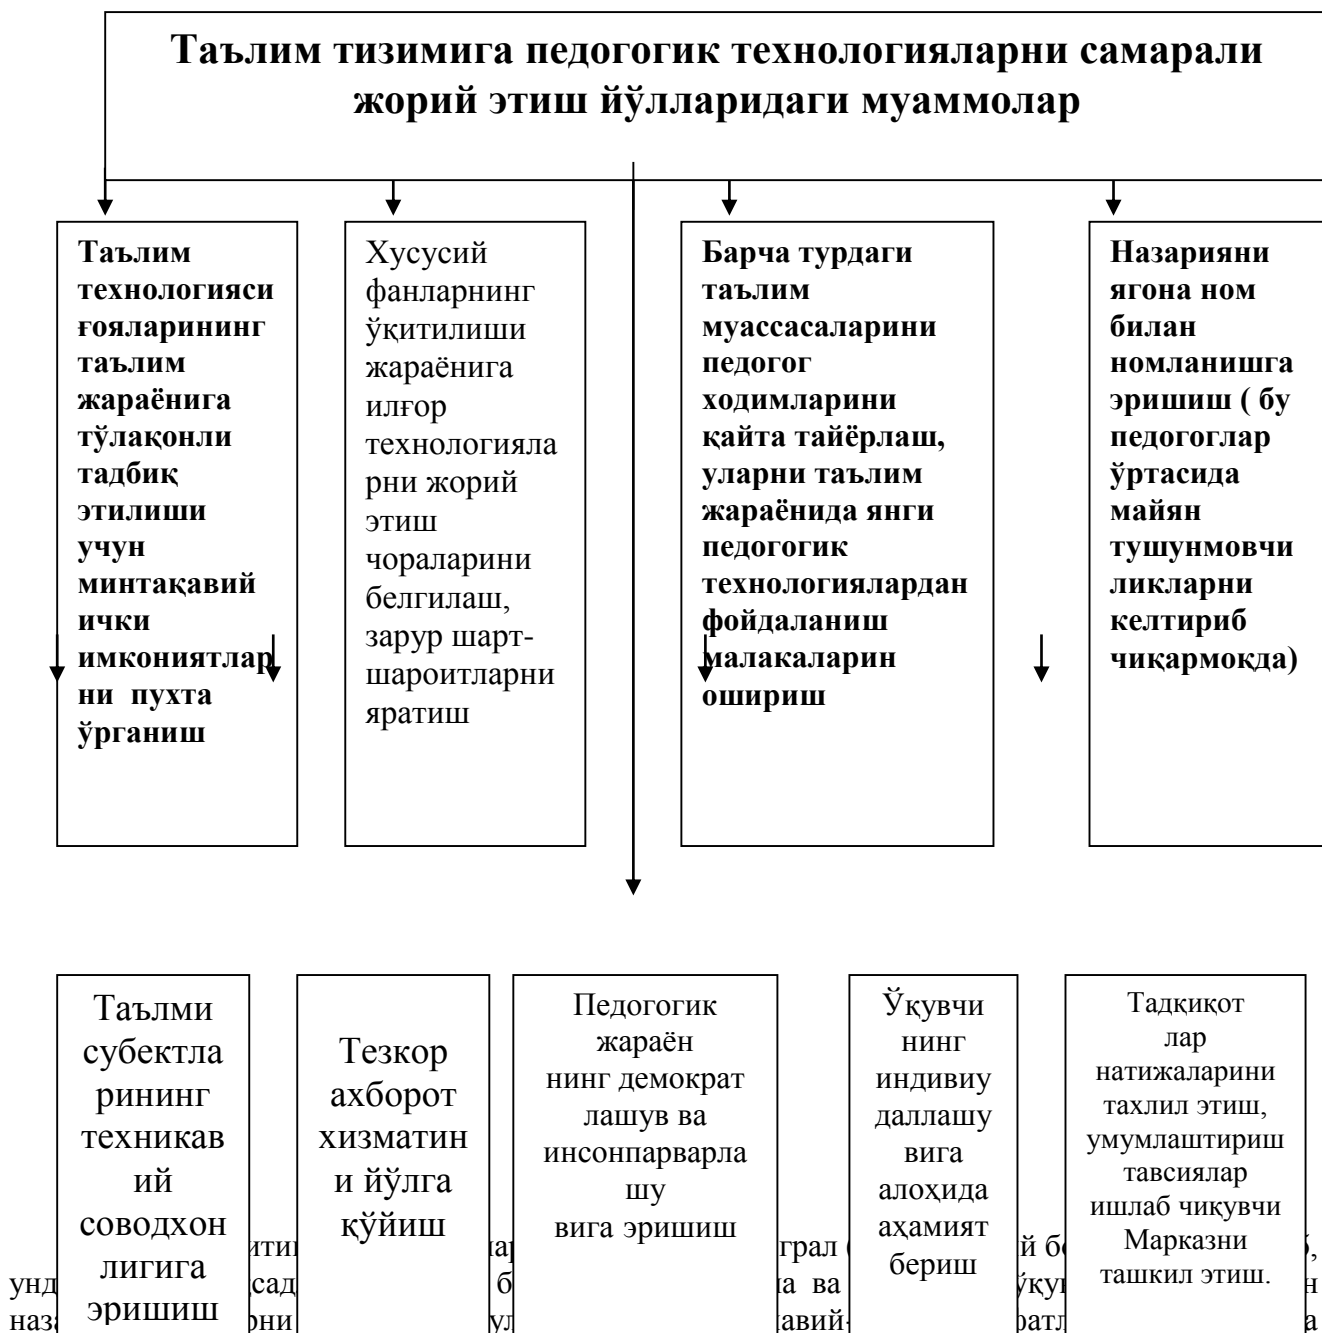 Таълим тизимига педогогик технологияларни самарали
жорий этиш йўлларидаги муаммолар
Таълим
технологияси
ғояларининг
таълим
жараёнига
тўлақонли
тадбиқ
этилиши
учун
минтақавий
ички
имкониятлар
ни пухта
ўрганиш
Хусусий
фанларнинг
ўқитилиши
жараёнига
илғор
технологияла
рни жорий
этиш
чораларини
белгилаш,
зарур шарт-
шароитларни
яратиш
Барча турдаги
таълим
муассасаларини
педогог
ходимларини
қайта тайёрлаш,
уларни таълим
жараёнида янги
педогогик
технологиялардан
фойдаланиш
малакаларин
ошириш
Назарияни
ягона ном
билан
номланишга
эришиш ( бу
педогоглар
ўртасида
майян
тушунмовчи
ликларни
келтириб
чиқармоқда)
Таълми
субектла
рининг
техникав
ий
соводхон
лигига
эришиш
Тезкор
ахборот
хизматин
и йўлга
қўйиш
Педогогик
жараён
нинг демократ
лашув ва
инсонпарварла
шу
вига эришиш
Ўқувчи
нинг
индивиу
даллашу
вига
алоҳида
аҳамият
бериш
Тадқиқот
лар
натижаларини
тахлил этиш,
умумлаштириш
тавсиялар
ишлаб чиқувчи
Марказни
ташкил этиш.
ва